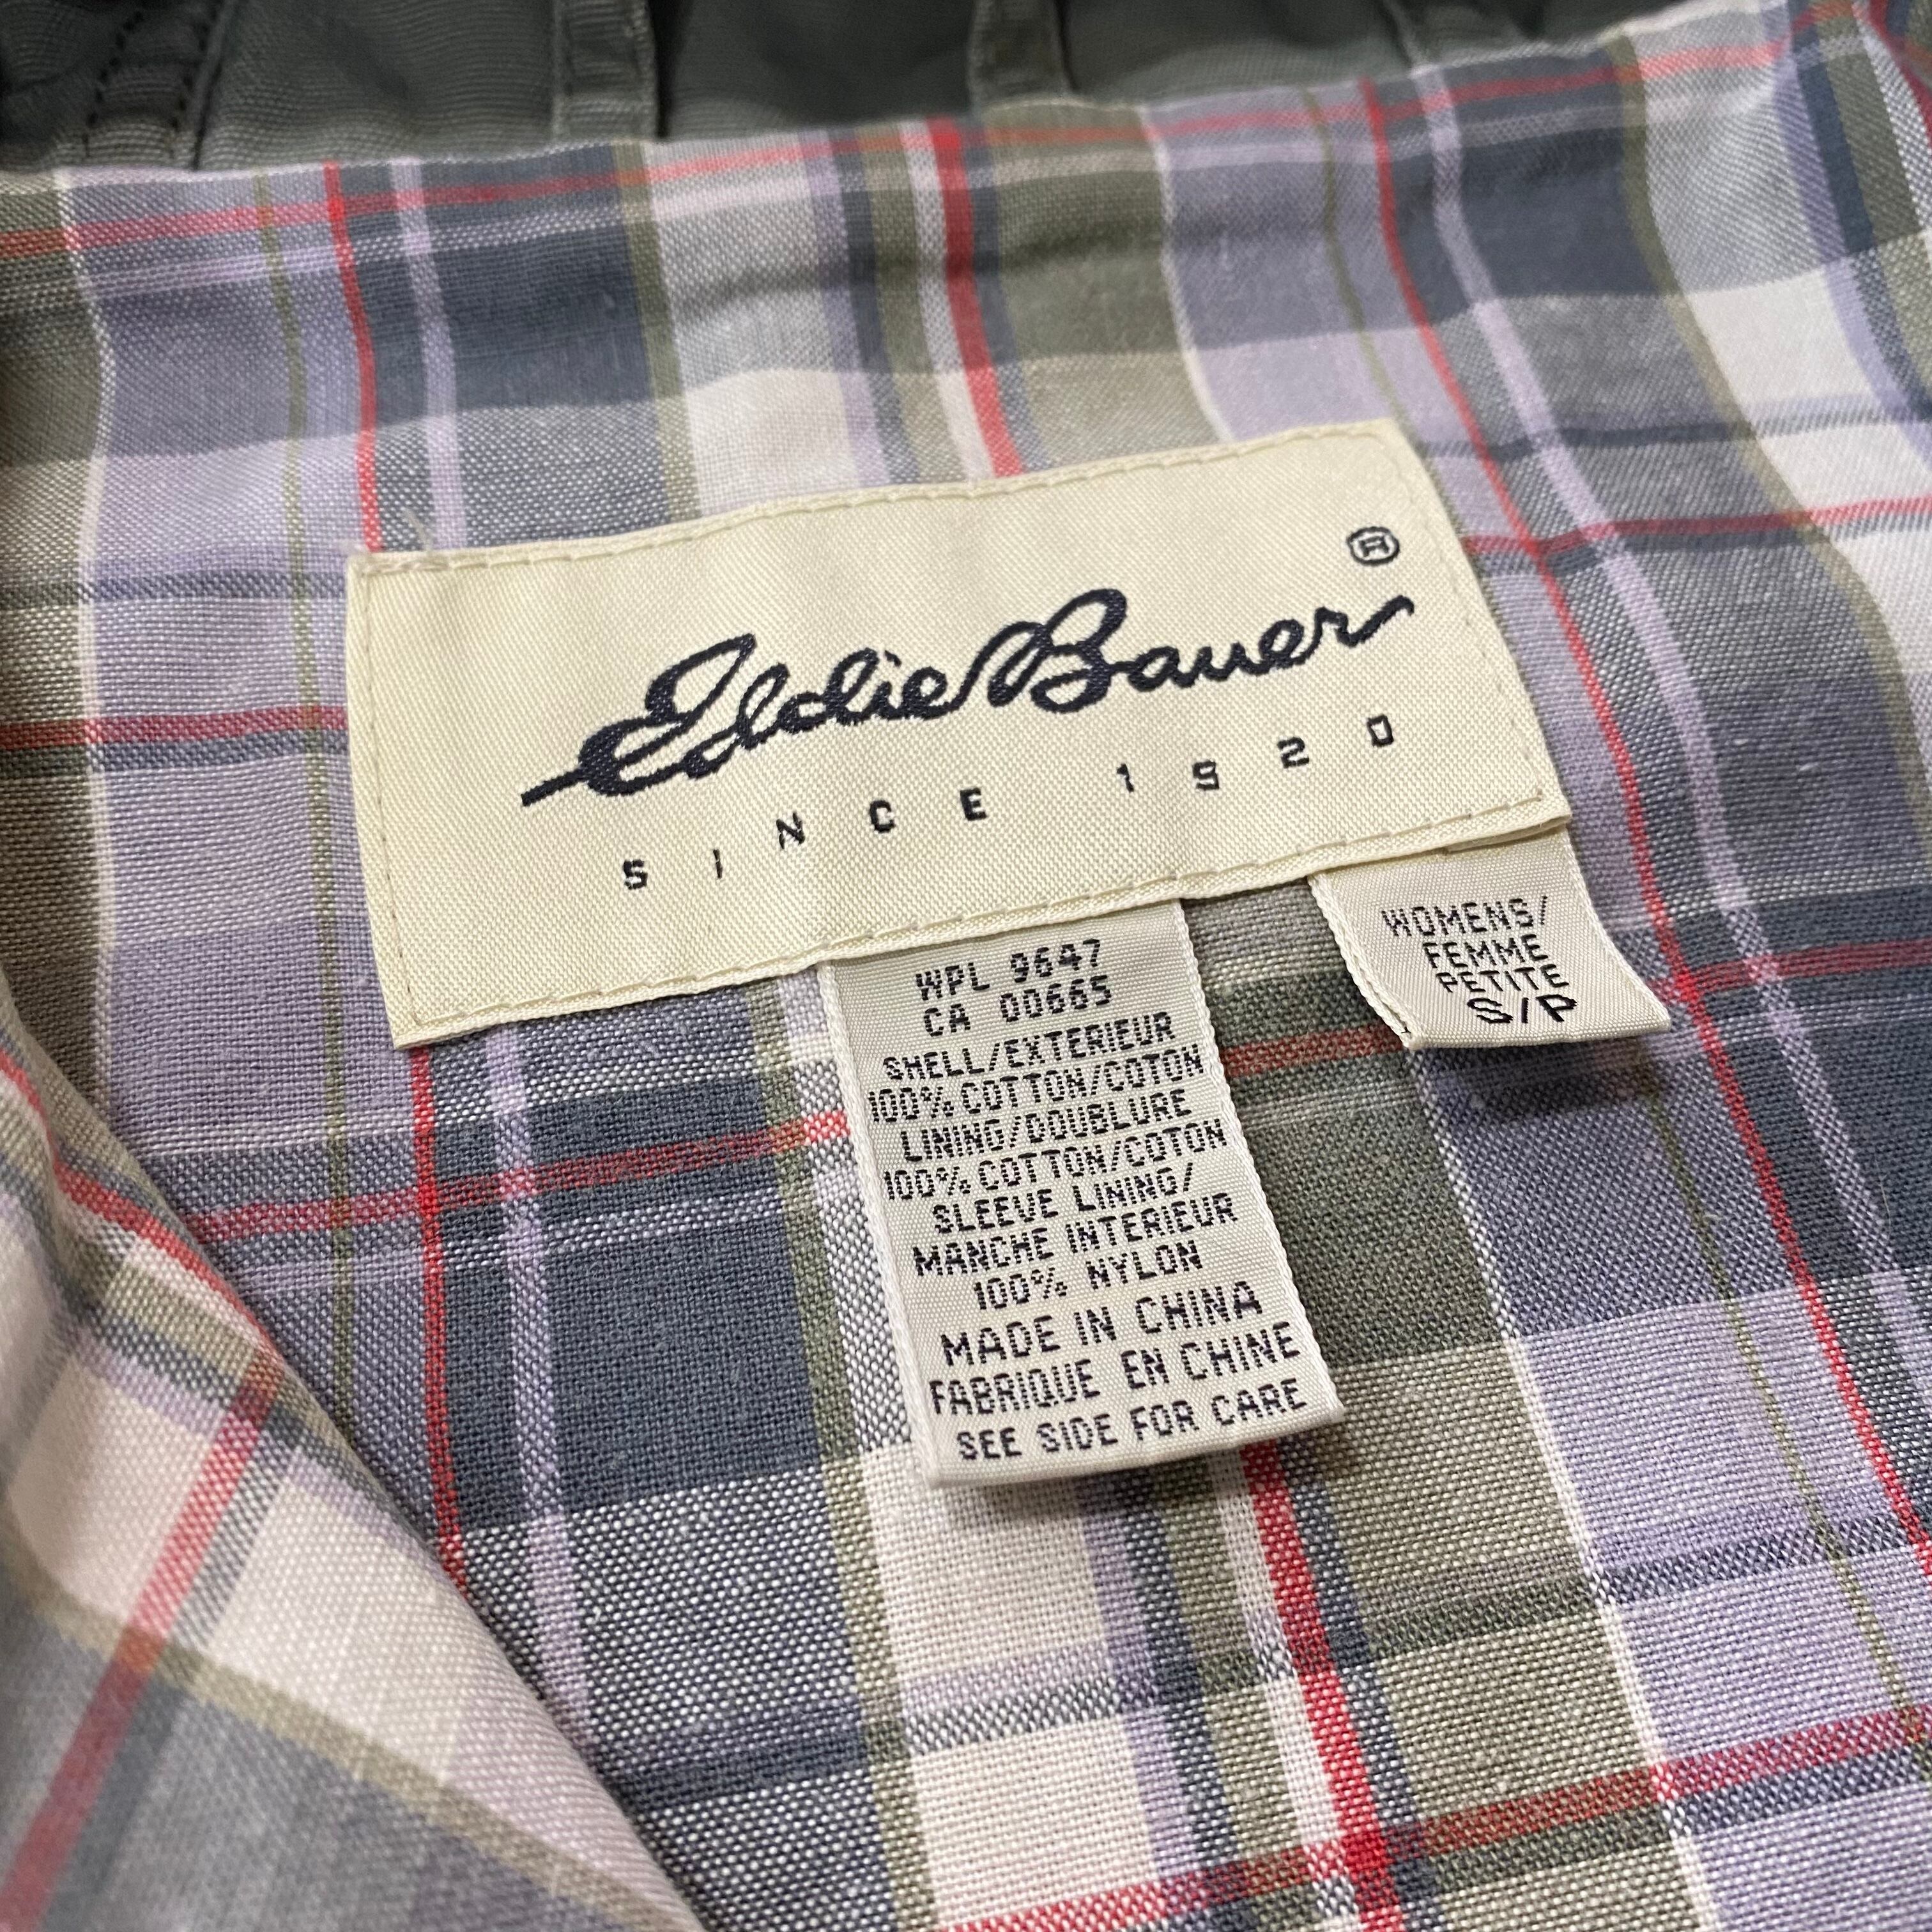 Eddie Bauer®
SINCE 1920
WOMENS/
FEMME
PETITE
S/P
WPL 9647
CA 00665
SHELL/EXTERIEUR
100% COTTON/COTON
LINING/DOUBLURE
100% COTTON/COTON
SLEEVE LINING/
MANCHE INTERIEUR
100% NYLON
MADE IN CHINA
FABRIQUE EN CHINE
SEE SIDE FOR CARE